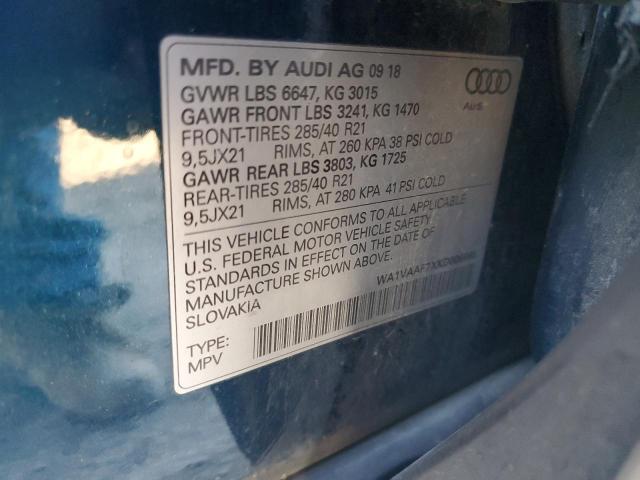 MFD. BY AUDI AG 09 18
GVWR LBS 6647, KG 3015
GAWR FRONT LBS 3241, KG 1470
FRONT-TIRES 285/40 R21
9,5JX21 RIMS, AT 260 KPA 38 PSI COLD
GAWR REAR LBS 3803, KG 1725
REAR-TIRES 285/40 R21
9,5JX21 RIMS, AT 280 KPA 41 PSI COLD
THIS VEHICLE CONFORMS TO ALL APPLICABLE
U.S. FEDERAL MOTOR VEHICLE SAFETY
STANDARDS IN EFFECT ON THE DATE OF
MANUFACTURE SHOWN ABOVE.
SLOVAKIA
TYPE:
MPV